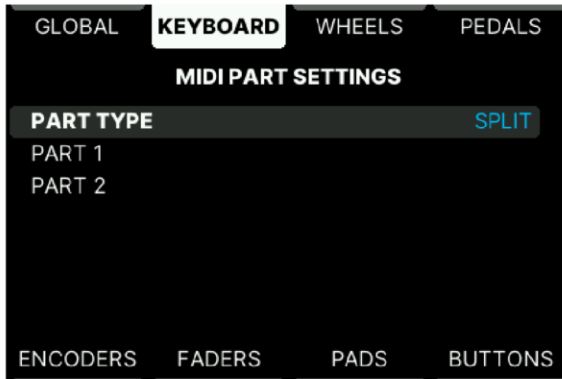 GLOBAL KEYBOARD WHEELS PEDALS
MIDI PART SETTINGS
PART TYPE SPLIT
PART 1
PART 2
ENCODERS FADERS PADS BUTTONS